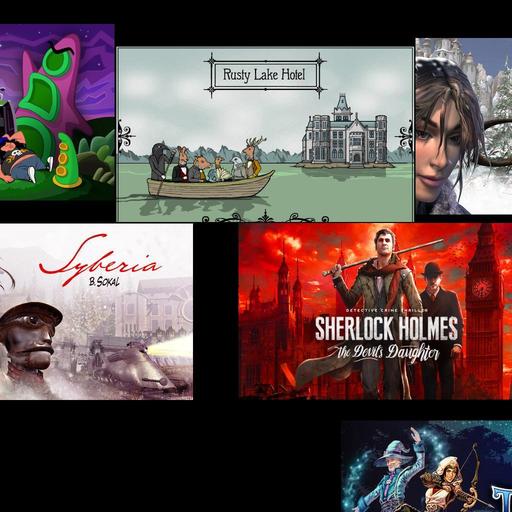 Rusty Lake Hotel
Syberia
B. SOKAL
DETECTIVE CRIME THRILLER
SHERLOCK HOLMES
the Devil's Daughter